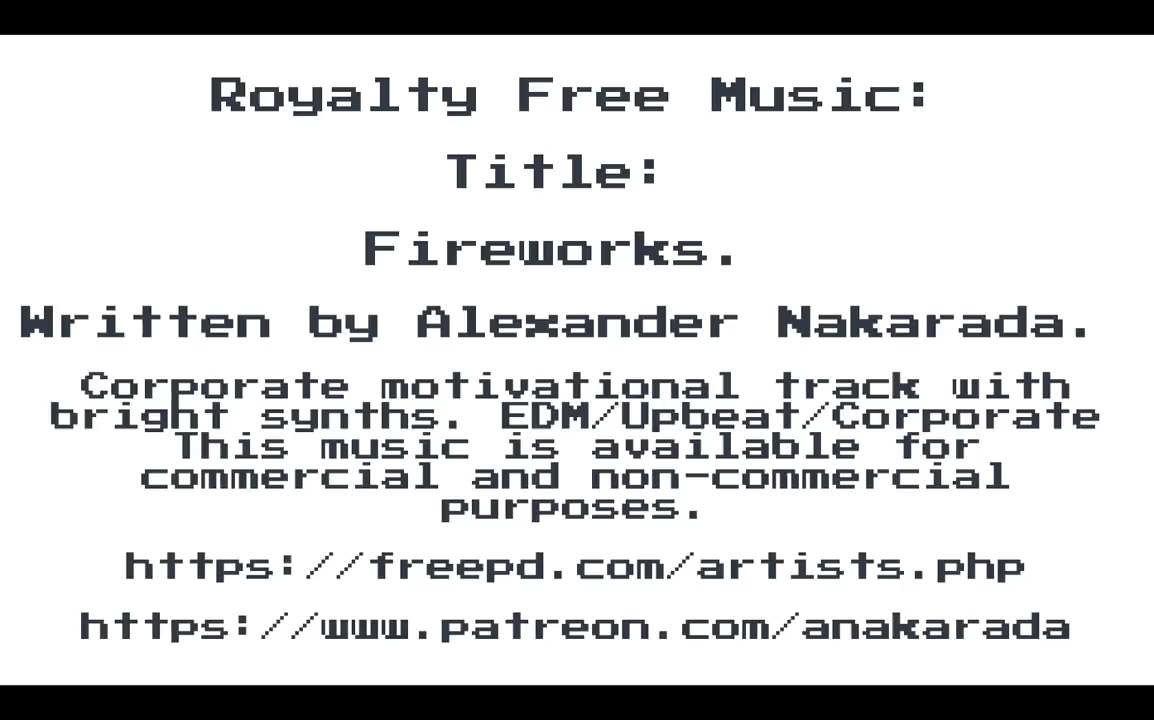 Royalty Free Music:
Title:
Fireworks.
Written by Alexander Nakarada.
Corporate motivational track with
bright synths. EDM/Upbeat/Corporate
This music is available for
commercial and non-commercial
purposes.
https://freepd.com/artists.php
https://www.patreon.com/anakarada